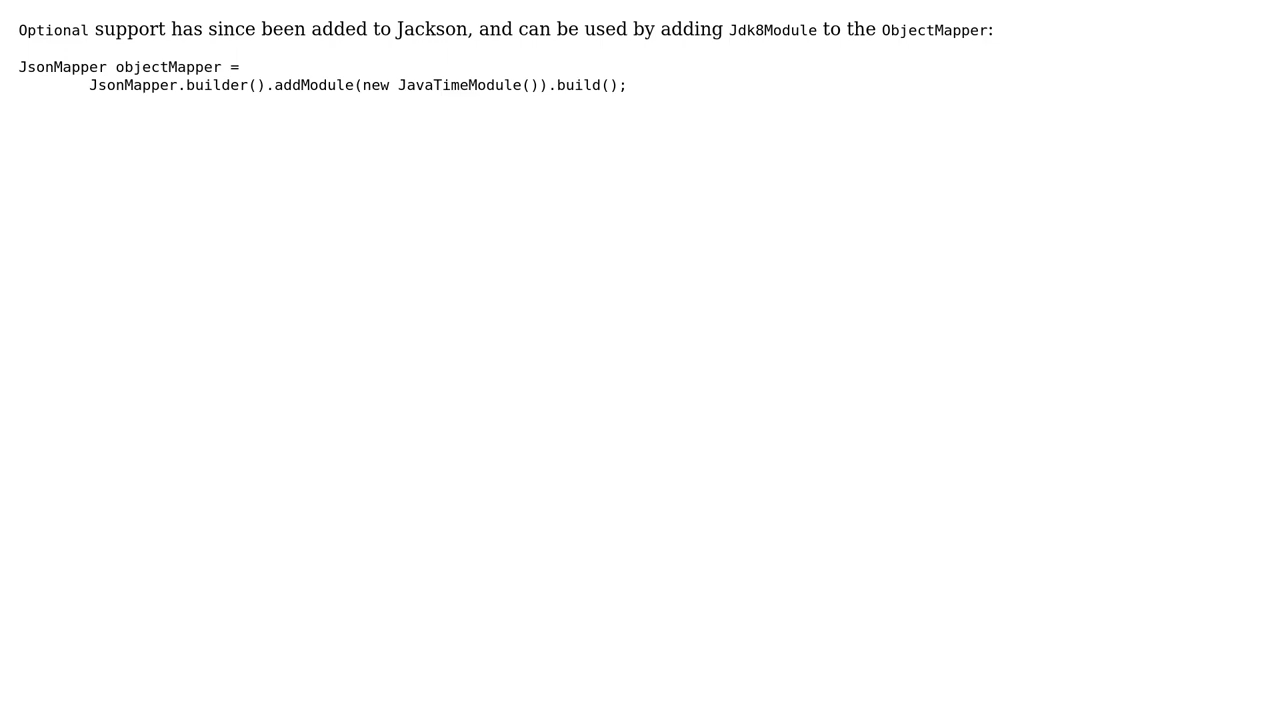 Optional support has since been added to Jackson, and can be used by adding Jdk8Module to the ObjectMapper:
JsonMapper objectMapper =
        JsonMapper.builder().addModule(new JavaTimeModule()).build();